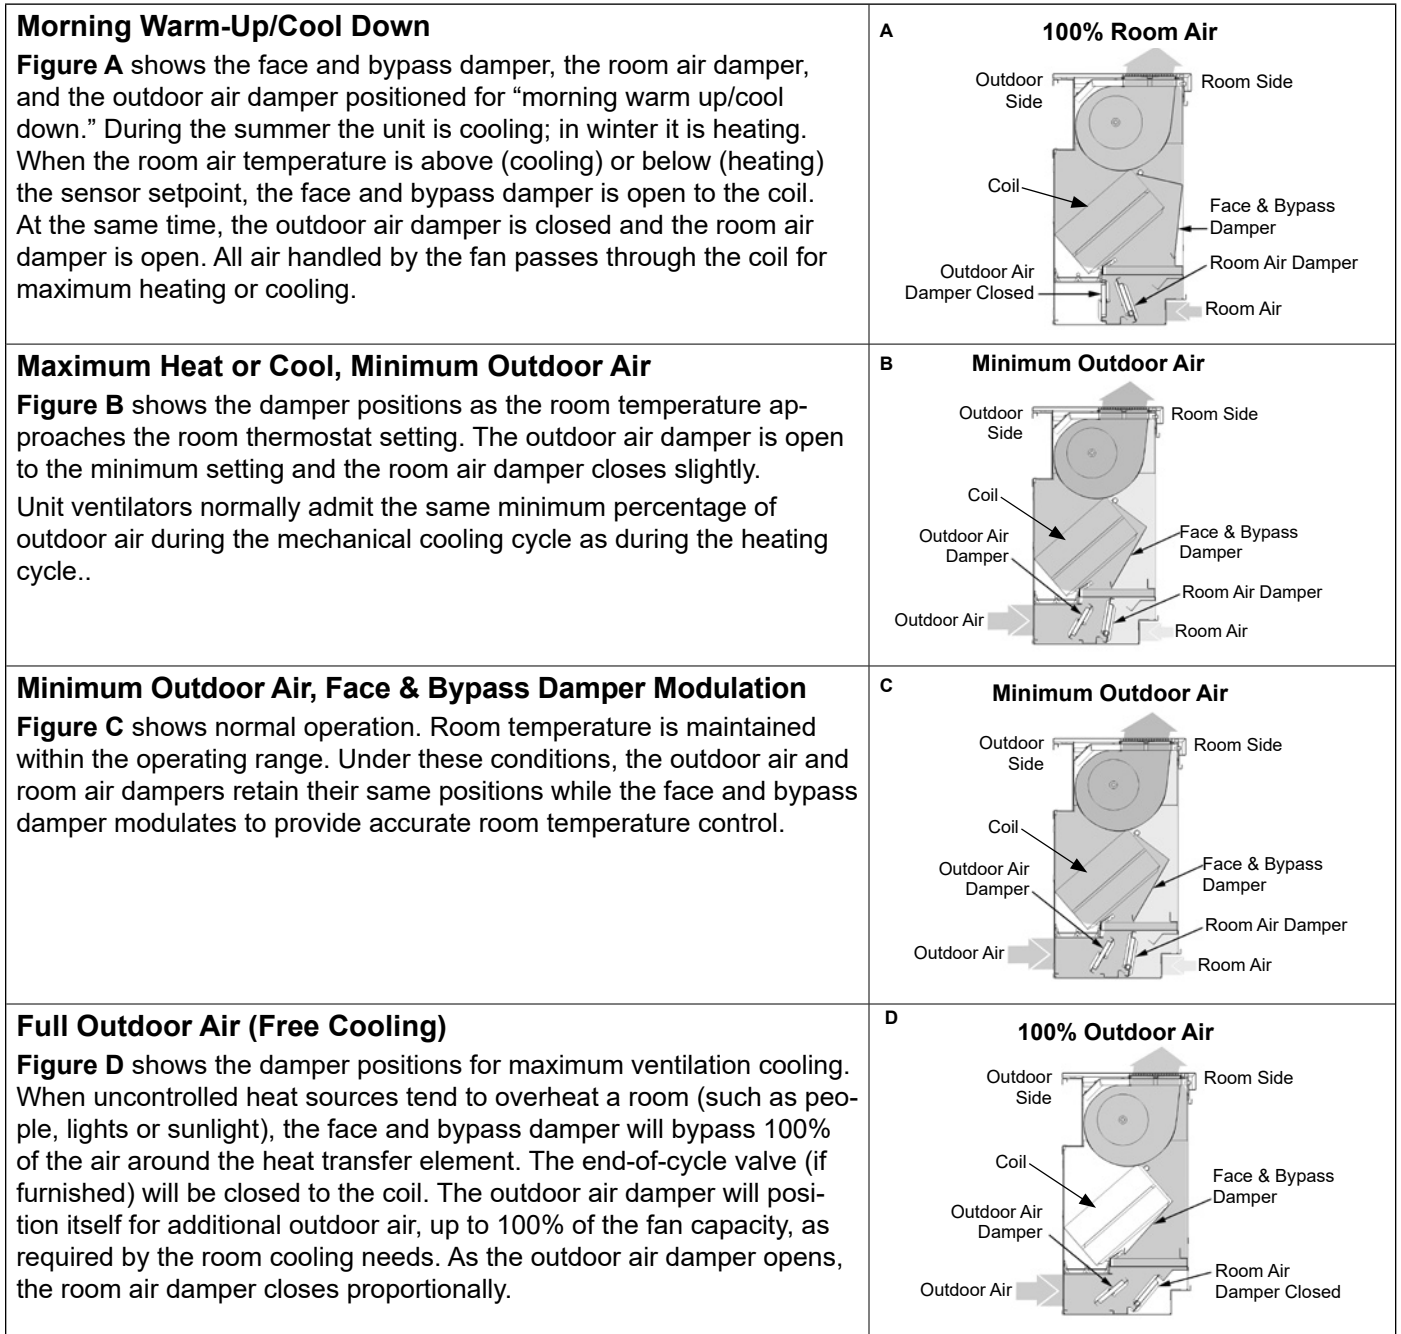 Morning Warm-Up/Cool Down
Figure A shows the face and bypass damper, the room air damper,
and the outdoor air damper positioned for “morning warm up/cool
down.” During the summer the unit is cooling; in winter it is heating.
When the room air temperature is above (cooling) or below (heating)
the sensor setpoint, the face and bypass damper is open to the coil.
At the same time, the outdoor air damper is closed and the room air
damper is open. All air handled by the fan passes through the coil for
maximum heating or cooling.
A
100% Room Air
Outdoor
Side
Room Side
Coil
Face & Bypass
Damper
Outdoor Air
Damper Closed
Room Air Damper
Room Air
Maximum Heat or Cool, Minimum Outdoor Air
Figure B shows the damper positions as the room temperature ap-
proaches the room thermostat setting. The outdoor air damper is open
to the minimum setting and the room air damper closes slightly.
Unit ventilators normally admit the same minimum percentage of
outdoor air during the mechanical cooling cycle as during the heating
cycle..
B
Minimum Outdoor Air
Outdoor
Side
Room Side
Coil
Outdoor Air
Damper
Face & Bypass
Damper
Room Air Damper
Outdoor Air
Room Air
Minimum Outdoor Air, Face & Bypass Damper Modulation
Figure C shows normal operation. Room temperature is maintained
within the operating range. Under these conditions, the outdoor air and
room air dampers retain their same positions while the face and bypass
damper modulates to provide accurate room temperature control.
C
Minimum Outdoor Air
Outdoor
Side
Room Side
Coil
Outdoor Air
Damper
Face & Bypass
Damper
Room Air Damper
Outdoor Air
Room Air
Full Outdoor Air (Free Cooling)
Figure D shows the damper positions for maximum ventilation cooling.
When uncontrolled heat sources tend to overheat a room (such as peo-
ple, lights or sunlight), the face and bypass damper will bypass 100%
of the air around the heat transfer element. The end-of-cycle valve (if
furnished) will be closed to the coil. The outdoor air damper will posi-
tion itself for additional outdoor air, up to 100% of the fan capacity, as
required by the room cooling needs. As the outdoor air damper opens,
the room air damper closes proportionally.
D
100% Outdoor Air
Outdoor
Side
Room Side
Coil
Face & Bypass
Damper
Outdoor Air
Damper
Room Air
Damper Closed
Outdoor Air